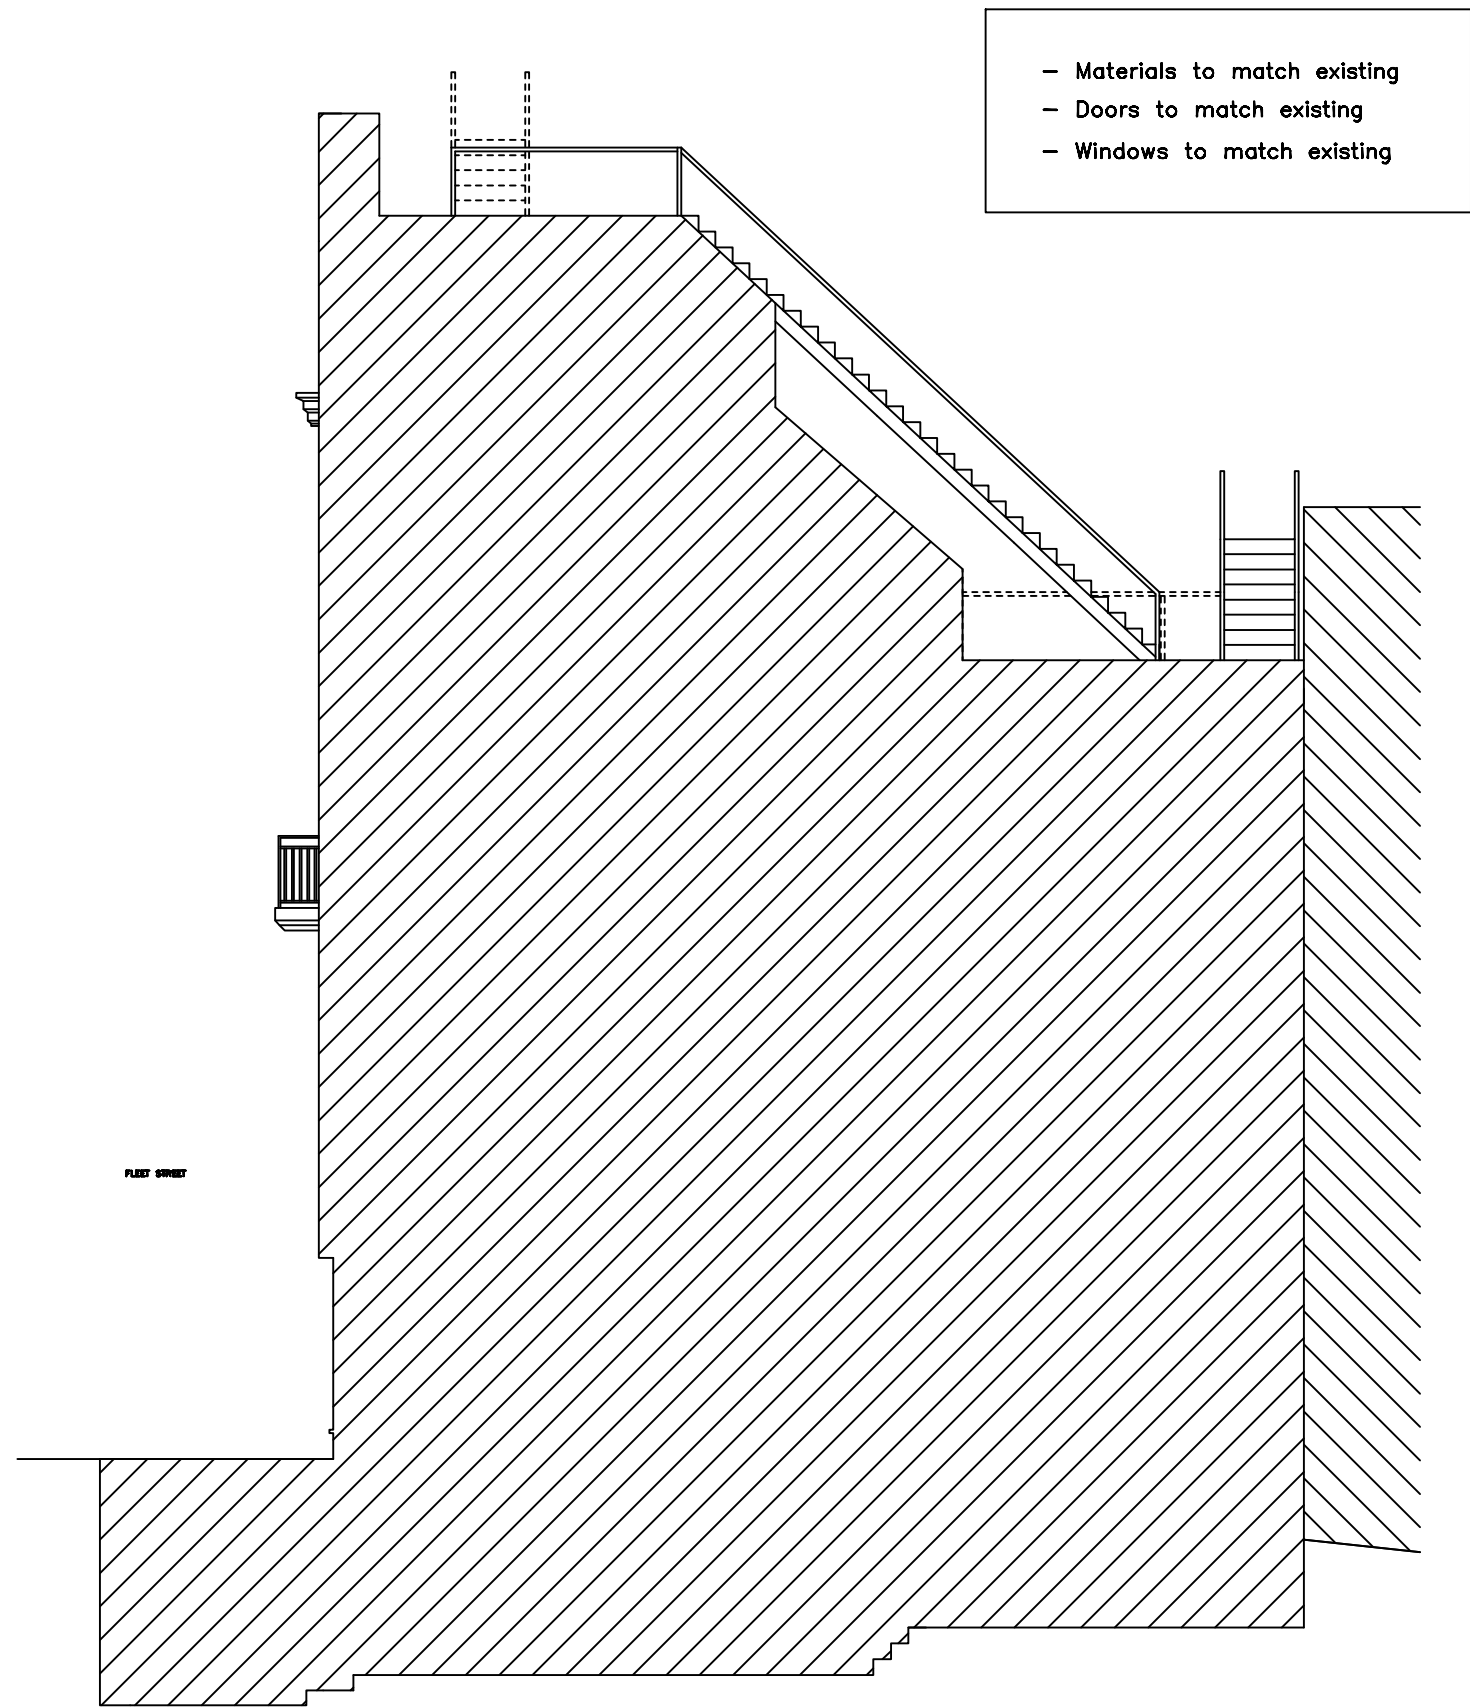 - Materials to match existing
- Doors to match existing
- Windows to match existing
FLEET STREET